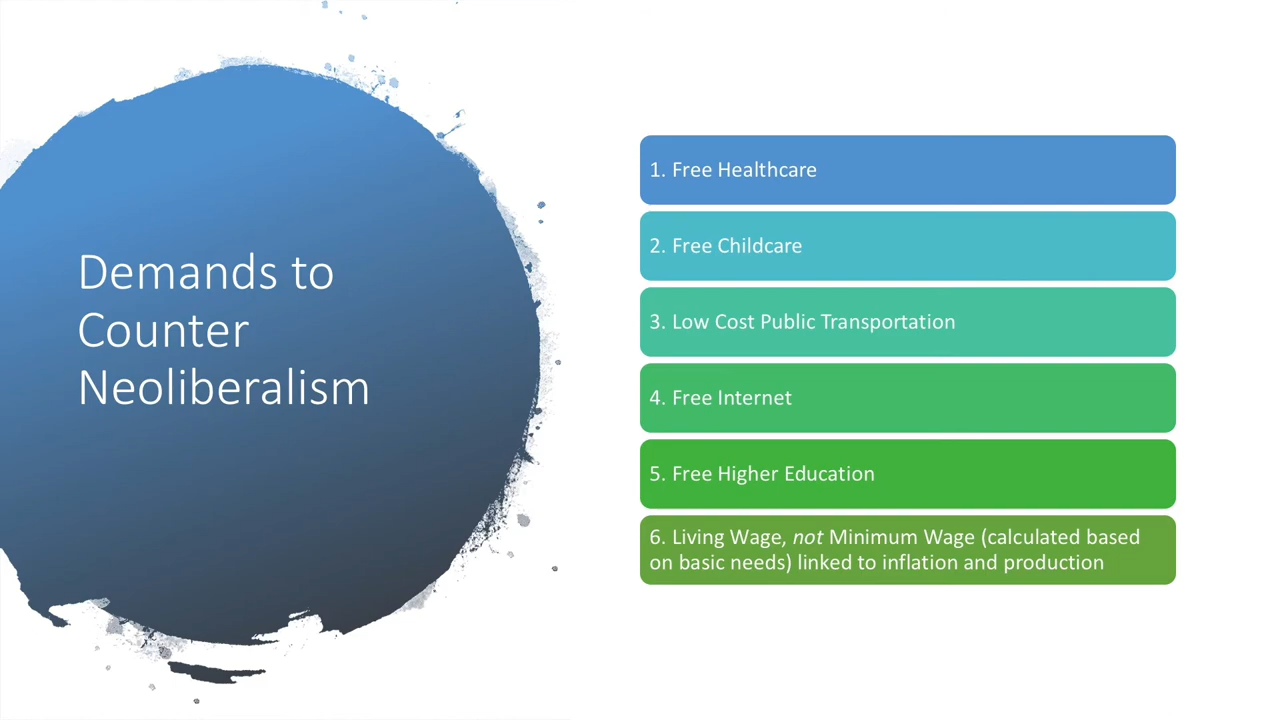 Demands to
Counter
Neoliberalism
1. Free Healthcare
2. Free Childcare
3. Low Cost Public Transportation
4. Free Internet
5. Free Higher Education
6. Living Wage, not Minimum Wage (calculated based
on basic needs) linked to inflation and production